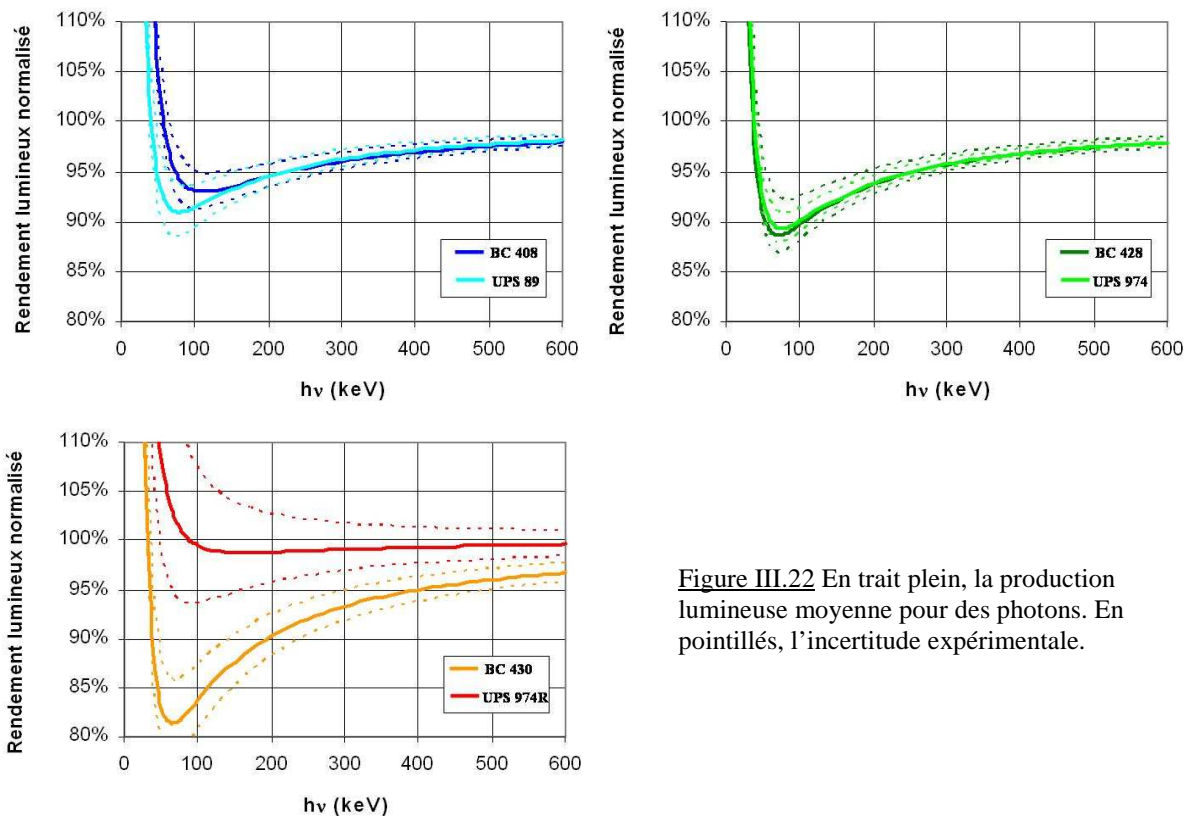 Rendement lumineux normalisé
110%
105%
100%
95%
90%
85%
80%
BC 408
UPS 89
0 100 200 300 400 500 600
hν (keV)
Rendement lumineux normalisé
110%
105%
100%
95%
90%
85%
80%
BC 428
UPS 974
0 100 200 300 400 500 600
hν (keV)
Rendement lumineux normalisé
110%
105%
100%
95%
90%
85%
80%
BC 430
UPS 974R
0 100 200 300 400 500 600
hν (keV)
Figure III.22 En trait plein, la production
lumineuse moyenne pour des photons. En
pointillés, l’incertitude expérimentale.